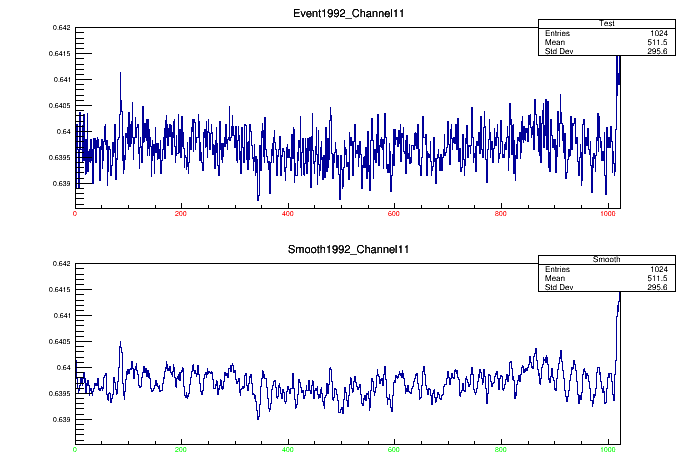 Event1992_Channel11
Test
Entries 1024
Mean 511.5
Std Dev 295.6
0.642
0.6415
0.641
0.6405
0.64
0.6395
0.639
0 200 400 600 800 1000
Smooth1992_Channel11
Smooth
Entries 1024
Mean 511.5
Std Dev 295.6
0.642
0.6415
0.641
0.6405
0.64
0.6395
0.639
0 200 400 600 800 1000